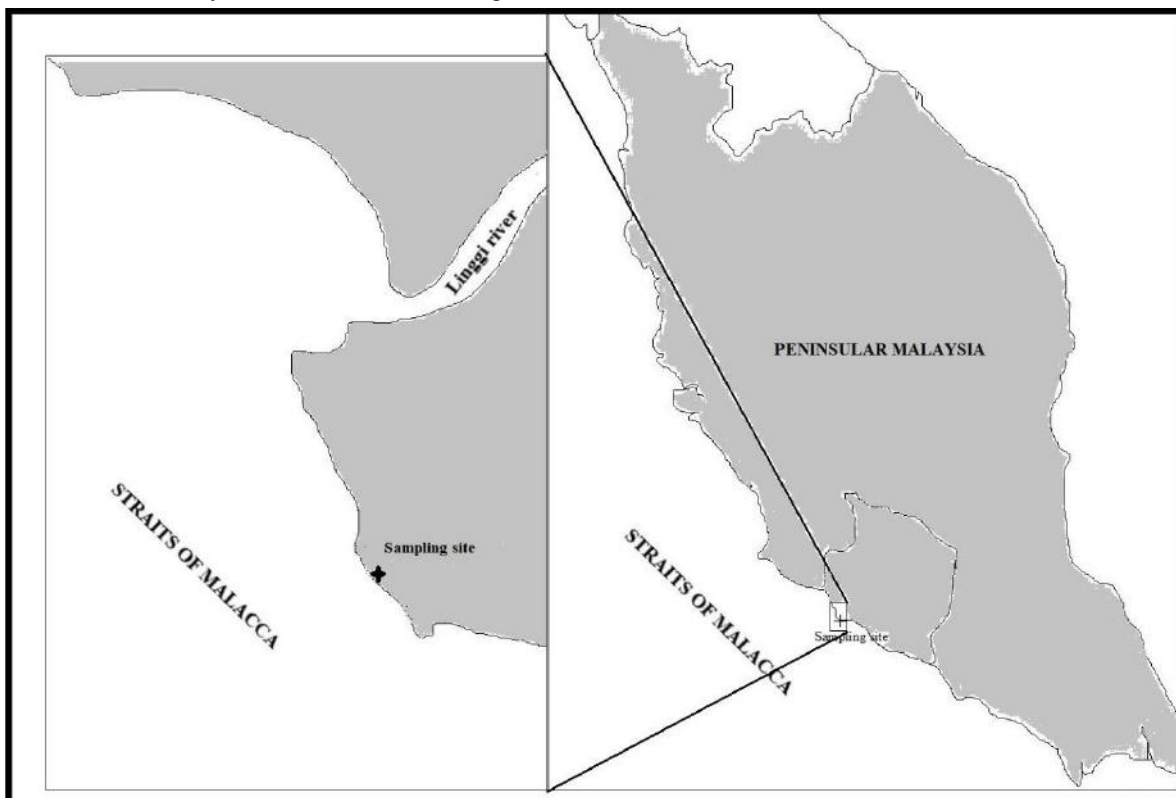 Linggi river
Sampling site
STRAITS OF MALACCA
PENINSULAR MALAYSIA
STRAITS OF MALACCA
Sampling site